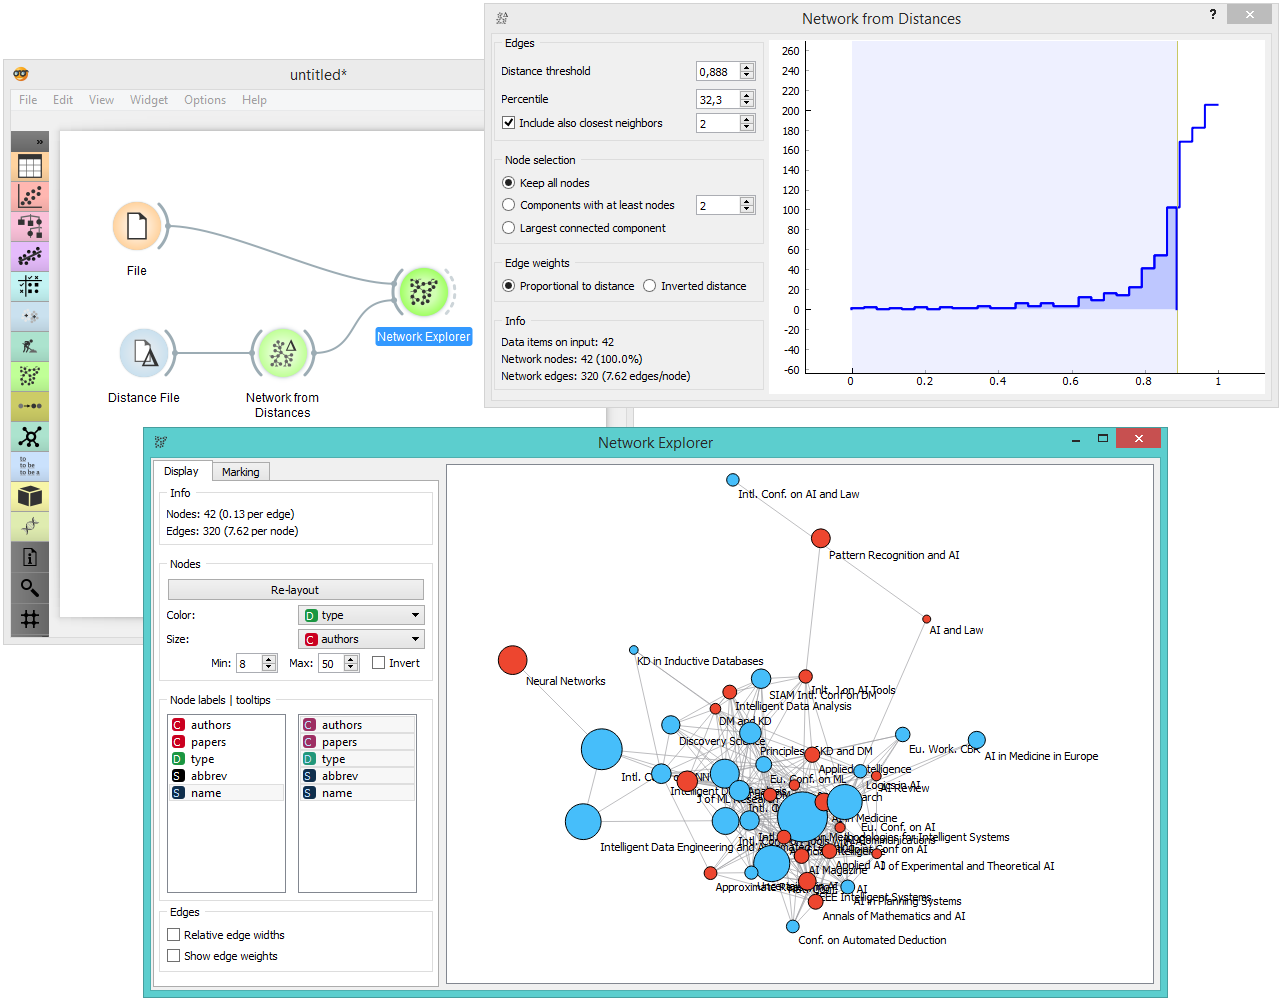 Network from Distances
?
Edges
Distance threshold
0,888
Percentile
32,3
Include also closest neighbors
2
Node selection
Keep all nodes
Components with at least nodes
2
Largest connected component
Edge weights
Proportional to distance
Inverted distance
Info
Data items on input: 42
Network nodes: 42 (100.0%)
Network edges: 320 (7.62 edges/node)
260
240
220
200
180
160
140
120
100
80
60
40
20
0
-20
-40
-60
0
0.2
0.4
0.6
0.8
1
untitled*
File Edit View Widget Options Help
»
to
to be
to be a
File
Network Explorer
Distance File
Network from
Distances
Network Explorer
Display
Marking
Info
Nodes: 42 (0.13 per edge)
Edges: 320 (7.62 per node)
Nodes
Re-layout
Color:
D type
Size:
C authors
Min: 8
Max: 50
Invert
Node labels | tooltips
C authors
C papers
D type
S abbrev
S name
C authors
C papers
D type
S abbrev
S name
Edges
Relative edge widths
Show edge weights
Intl. Conf. on AI and Law
Pattern Recognition and AI
AI and Law
Neural Networks
KD in Inductive Databases
Intl. J on AI Tools
SIAM Intl. Conf on DM
Intelligent Data Analysis
DM and KD
Discovery Science
Principles of KD and DM
Eu. Work. CBR
AI in Medicine in Europe
Applied Intelligence
Intl. Conf. on NN
Eu. Conf. on ML
Logics in AI
AI Review
J of ML Research
AI in Medicine
Eu. Conf. on AI
Methodologies for Intelligent Systems
Intelligent Data Engineering and
Conf on AI
J of Experimental and Theoretical AI
Applied AI
AI Magazine
Approximate
IEEE Intelligent Systems
AI in Planning Systems
Annals of Mathematics and AI
Conf. on Automated Deduction